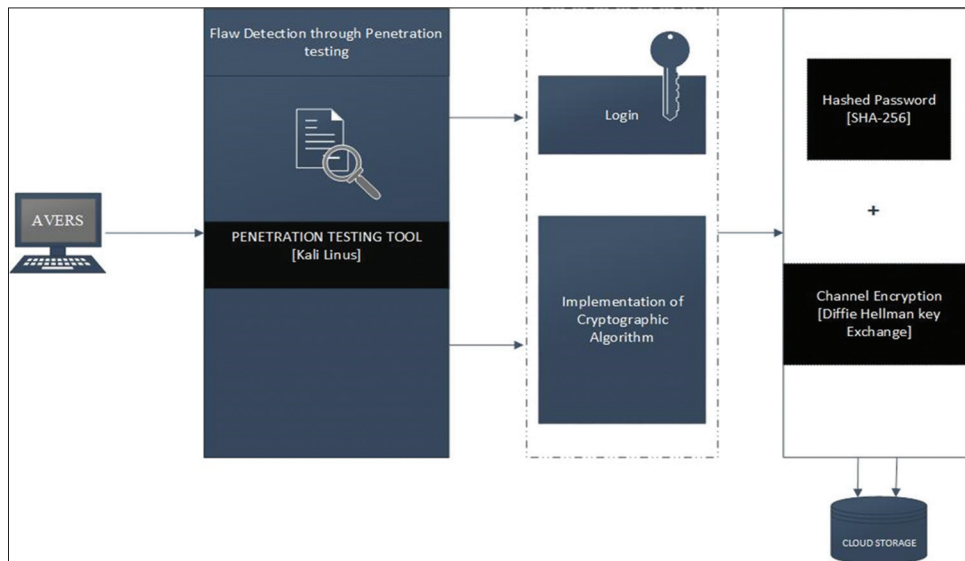 Flaw Detection through Penetration
testing
AVERS
PENETRATION TESTING TOOL
[Kali Linus]
Login
Implementation of
Cryptographic
Algorithm
Hashed Password
[SHA-256]
+
Channel Encryption
[Diffie Hellman key
Exchange]
CLOUD STORAGE